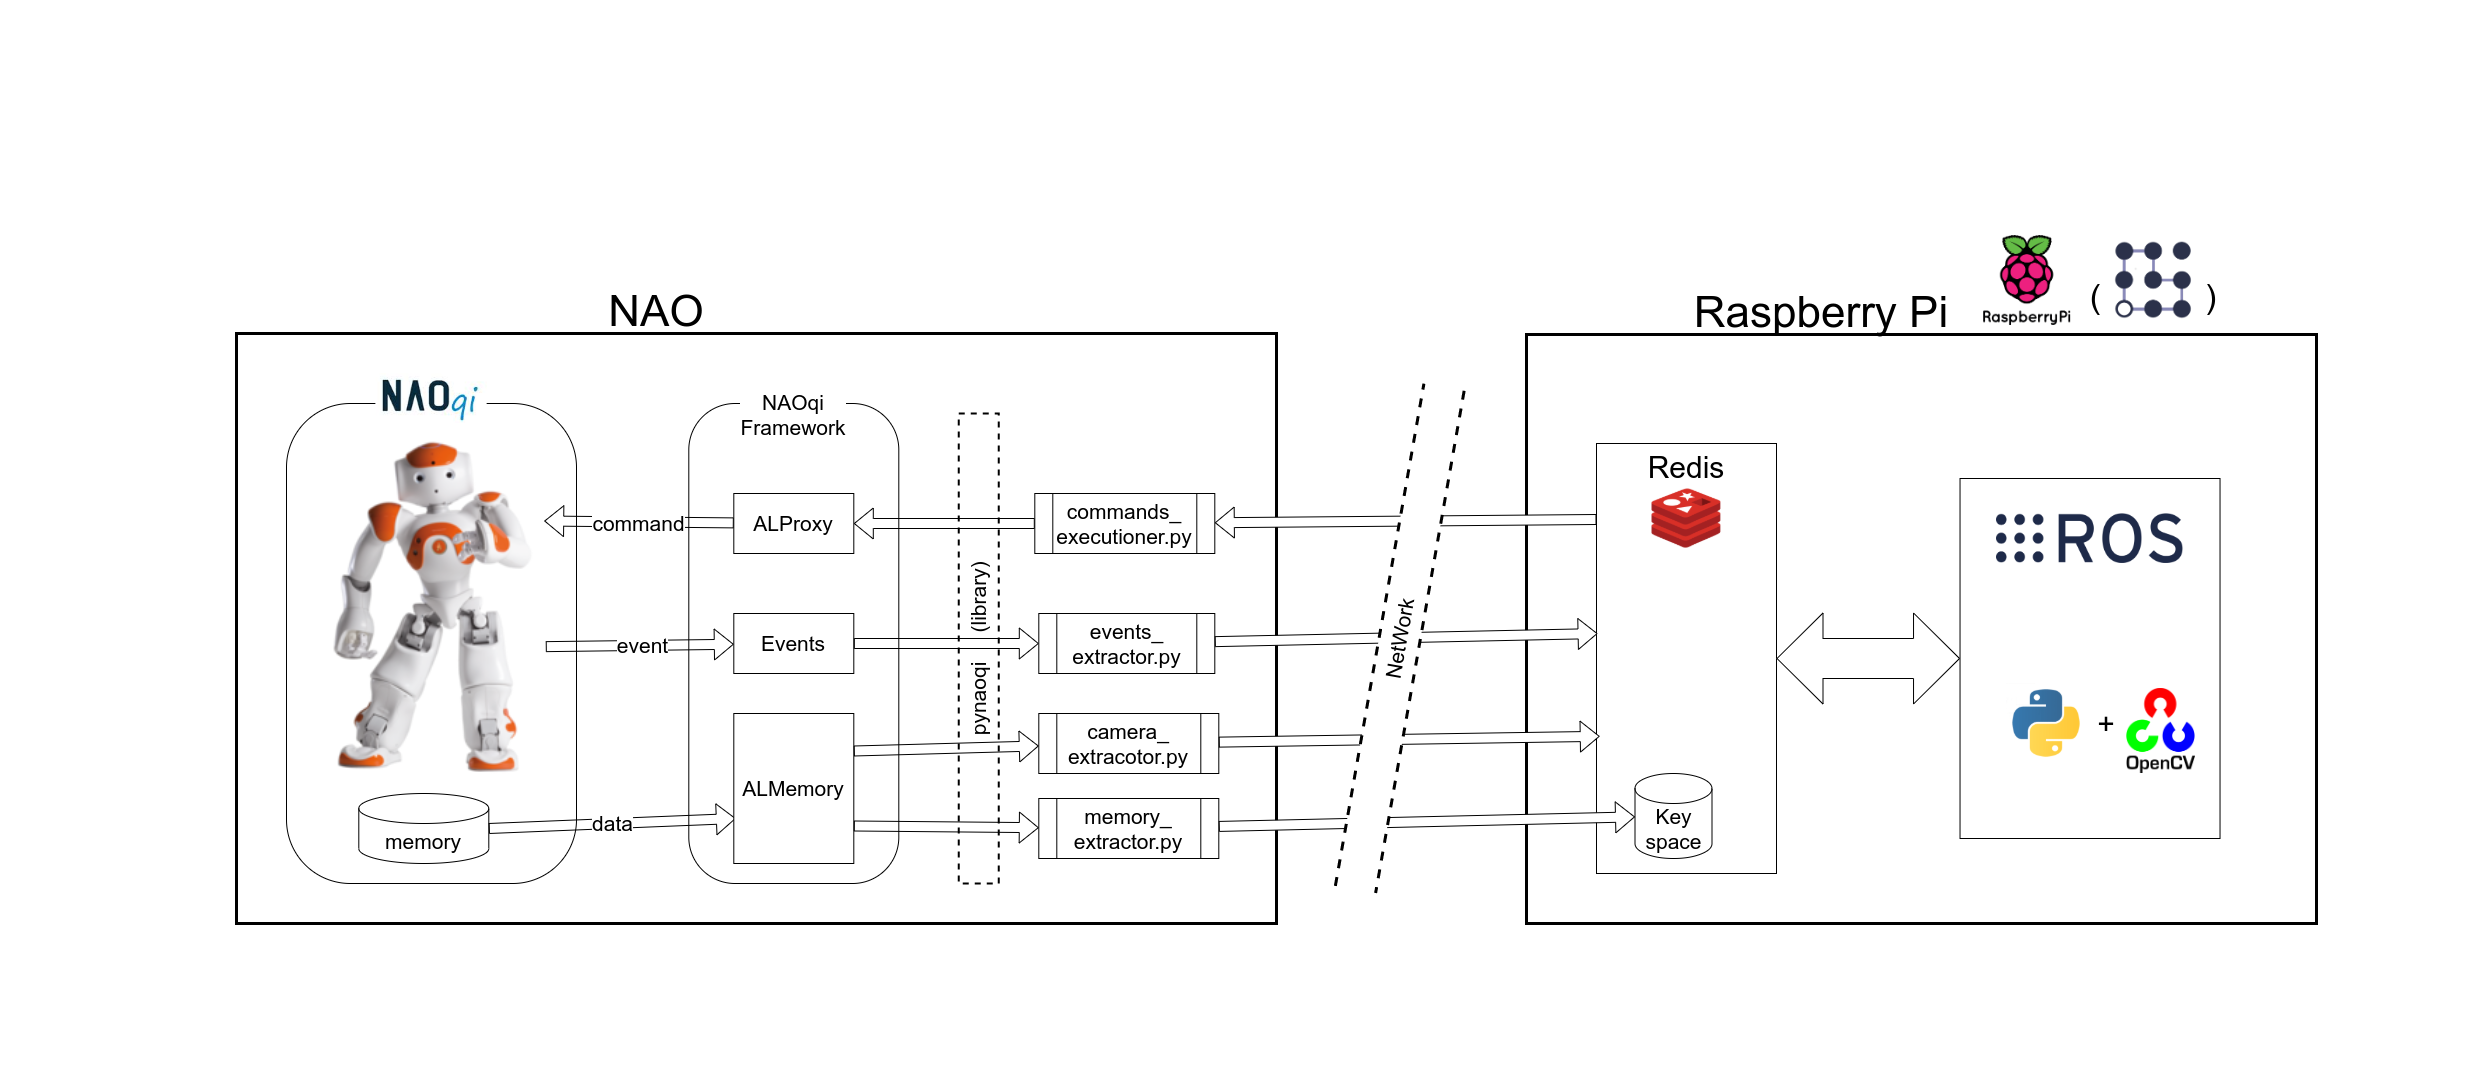 NAO
Raspberry Pi
RaspberryPi
(
)
NAOqi
NAOqi
Framework
command
ALProxy
commands_
executioner.py
event
Events
events_
extractor.py
pynaoqi (library)
camera_
extracotor.py
ALMemory
memory
data
memory_
extractor.py
NetWork
Redis
Key
space
ROS
+
OpenCV